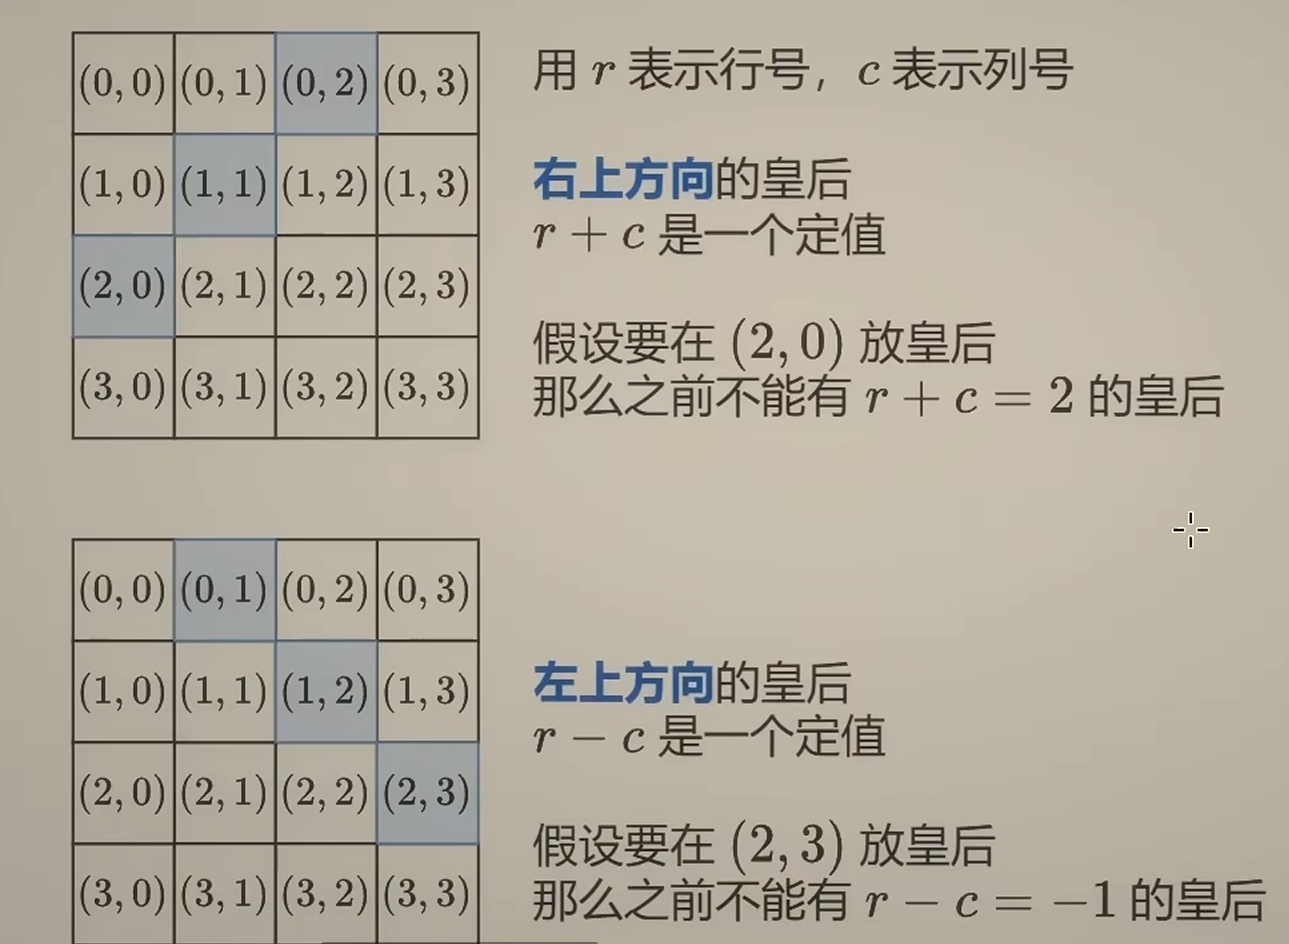 (0, 0) (0, 1) (0, 2) (0, 3)
(1, 0) (1, 1) (1, 2) (1, 3)
(2, 0) (2, 1) (2, 2) (2, 3)
(3, 0) (3, 1) (3, 2) (3, 3)
用 r 表示行号，c 表示列号
右上方向的皇后
r + c 是一个定值
假设要在 (2, 0) 放皇后
那么之前不能有 r + c = 2 的皇后
(0, 0) (0, 1) (0, 2) (0, 3)
(1, 0) (1, 1) (1, 2) (1, 3)
(2, 0) (2, 1) (2, 2) (2, 3)
(3, 0) (3, 1) (3, 2) (3, 3)
左上方向的皇后
r − c 是一个定值
假设要在 (2, 3) 放皇后
那么之前不能有 r − c = −1 的皇后